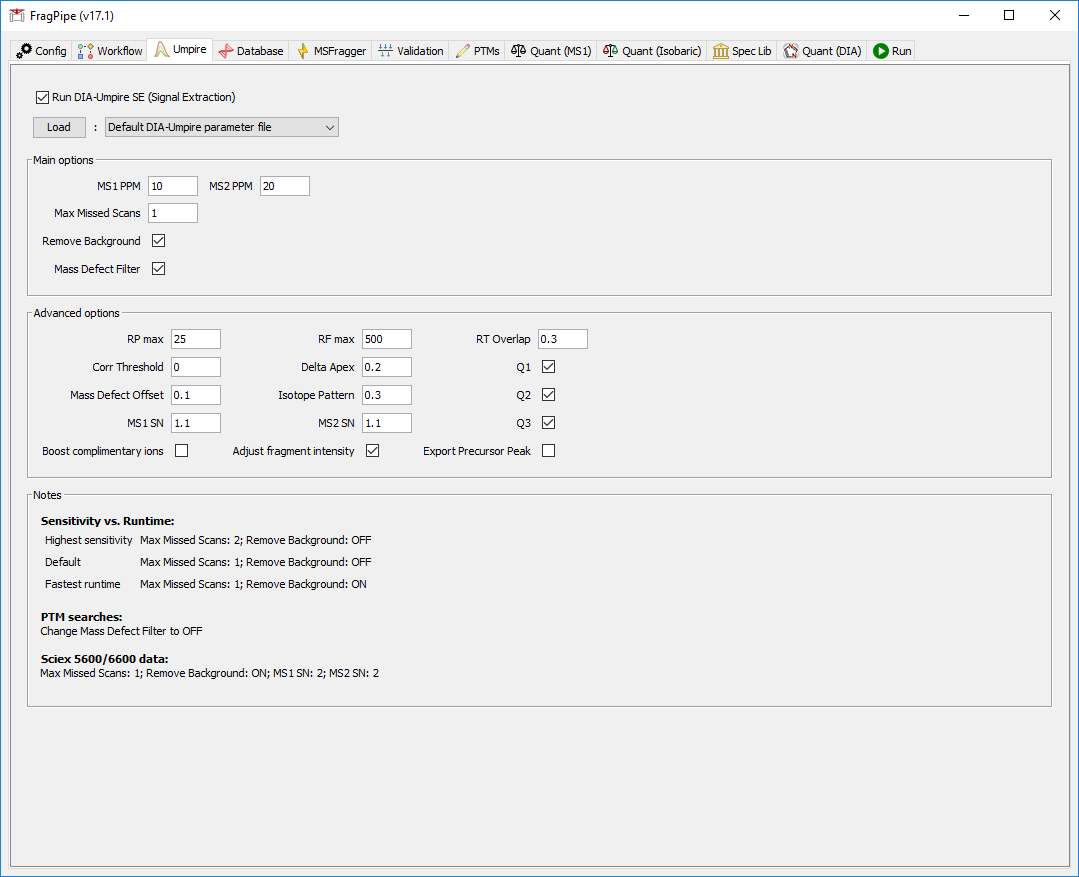 FragPipe (v17.1)
Config Workflow Umpire Database MSFragger Validation PTMs Quant (MS1) Quant (Isobaric) Spec Lib Quant (DIA) Run
Run DIA-Umpire SE (Signal Extraction)
Load : Default DIA-Umpire parameter file
Main options
MS1 PPM 10 MS2 PPM 20
Max Missed Scans 1
Remove Background
Mass Defect Filter
Advanced options
RP max 25 RF max 500 RT Overlap 0.3
Corr Threshold 0 Delta Apex 0.2 Q1
Mass Defect Offset 0.1 Isotope Pattern 0.3 Q2
MS1 SN 1.1 MS2 SN 1.1 Q3
Boost complimentary ions Adjust fragment intensity Export Precursor Peak
Notes
Sensitivity vs. Runtime:
Highest sensitivity Max Missed Scans: 2; Remove Background: OFF
Default Max Missed Scans: 1; Remove Background: OFF
Fastest runtime Max Missed Scans: 1; Remove Background: ON
PTM searches:
Change Mass Defect Filter to OFF
Sciex 5600/6600 data:
Max Missed Scans: 1; Remove Background: ON; MS1 SN: 2; MS2 SN: 2